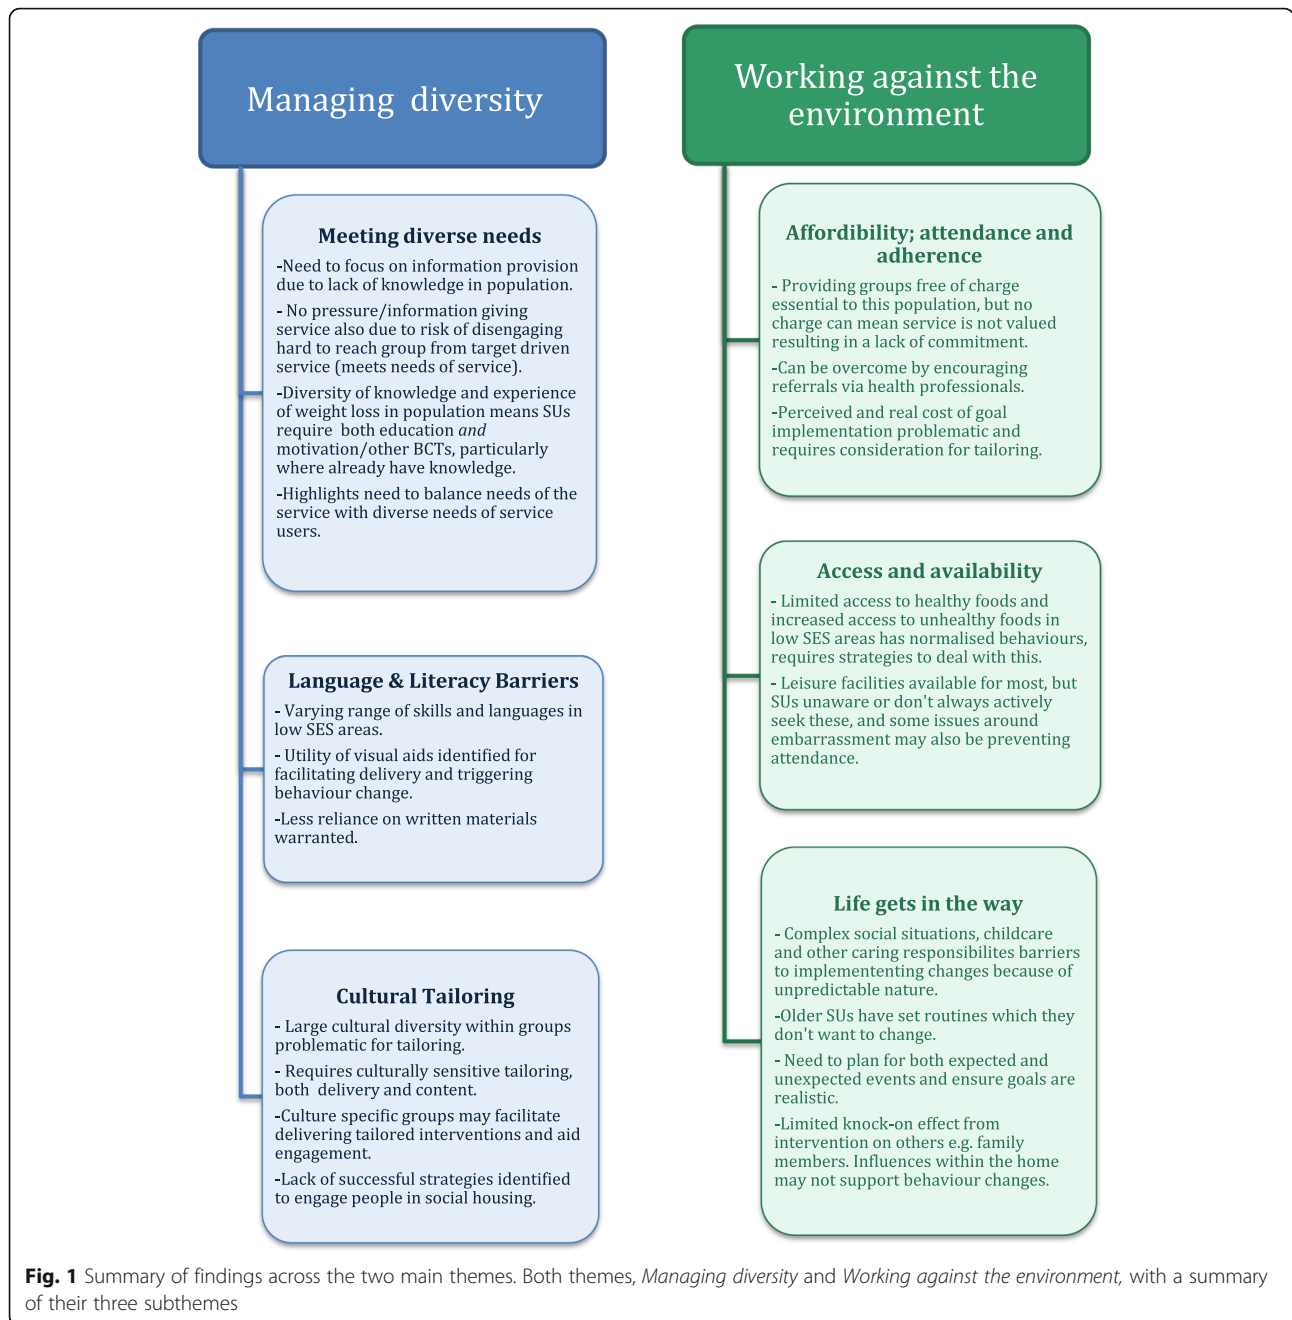 Managing  diversity
Meeting diverse needs
-Need to focus on information provision
due to lack of knowledge in population.
- No pressure/information giving
service also due to risk of disengaging
hard to reach group from target driven
service (meets needs of service).
-Diversity of knowledge and experience
of weight loss in population means SUs
require  both education and
motivation/other BCTs, particularly
where already have knowledge.
-Highlights need to balance needs of the
service with diverse needs of service
users.
Language & Literacy Barriers
- Varying range of skills and languages in
low SES areas.
- Utility of visual aids identified for
facilitating delivery and triggering
behaviour change.
-Less reliance on written materials
warranted.
Cultural Tailoring
- Large cultural diversity within groups
problematic for tailoring.
- Requires culturally sensitive tailoring,
both  delivery and content.
-Culture specific groups may facilitate
delivering tailored interventions and aid
engagement.
-Lack of successful strategies identified
to engage people in social housing.
Working against the
environment
Affordibility; attendance and
adherence
- Providing groups free of charge
essential to this population, but no
charge can mean service is not valued
resulting in a lack of commitment.
-Can be overcome by encouraging
referrals via health professionals.
-Perceived and real cost of goal
implementation problematic and
requires consideration for tailoring.
Access and availability
- Limited access to healthy foods and
increased access to unhealthy foods in
low SES areas has normalised behaviours,
requires strategies to deal with this.
- Leisure facilities available for most, but
SUs unaware or don't always actively
seek these, and some issues around
embarrassment may also be preventing
attendance.
Life gets in the way
- Complex social situations, childcare
and other caring responsibilites barriers
to implemententing changes because of
unpredictable nature.
-Older SUs have set routines which they
don't want to change.
- Need to plan for both expected and
unexpected events and ensure goals are
realistic.
-Limited knock-on effect from
intervention on others e.g. family
members. Influences within the home
may not support behaviour changes.
Fig. 1 Summary of findings across the two main themes. Both themes, Managing diversity and Working against the environment, with a summary
of their three subthemes